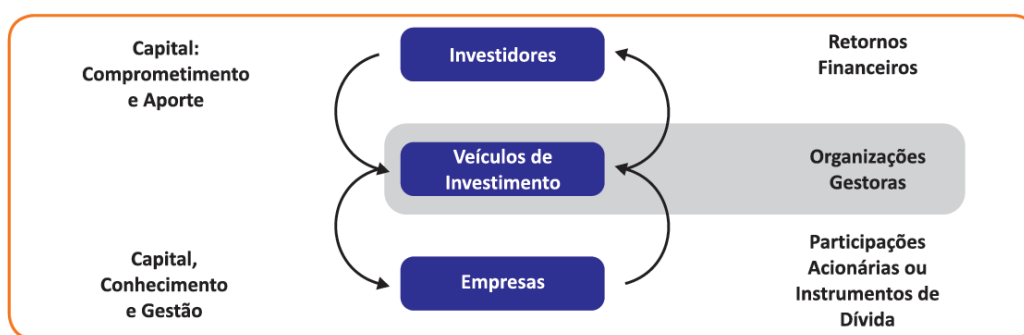 Capital:
Comprometimento
e Aporte
Investidores
Retornos
Financeiros
Veículos de
Investimento
Organizações
Gestoras
Capital,
Conhecimento
e Gestão
Empresas
Participações
Acionárias ou
Instrumentos de
Dívida